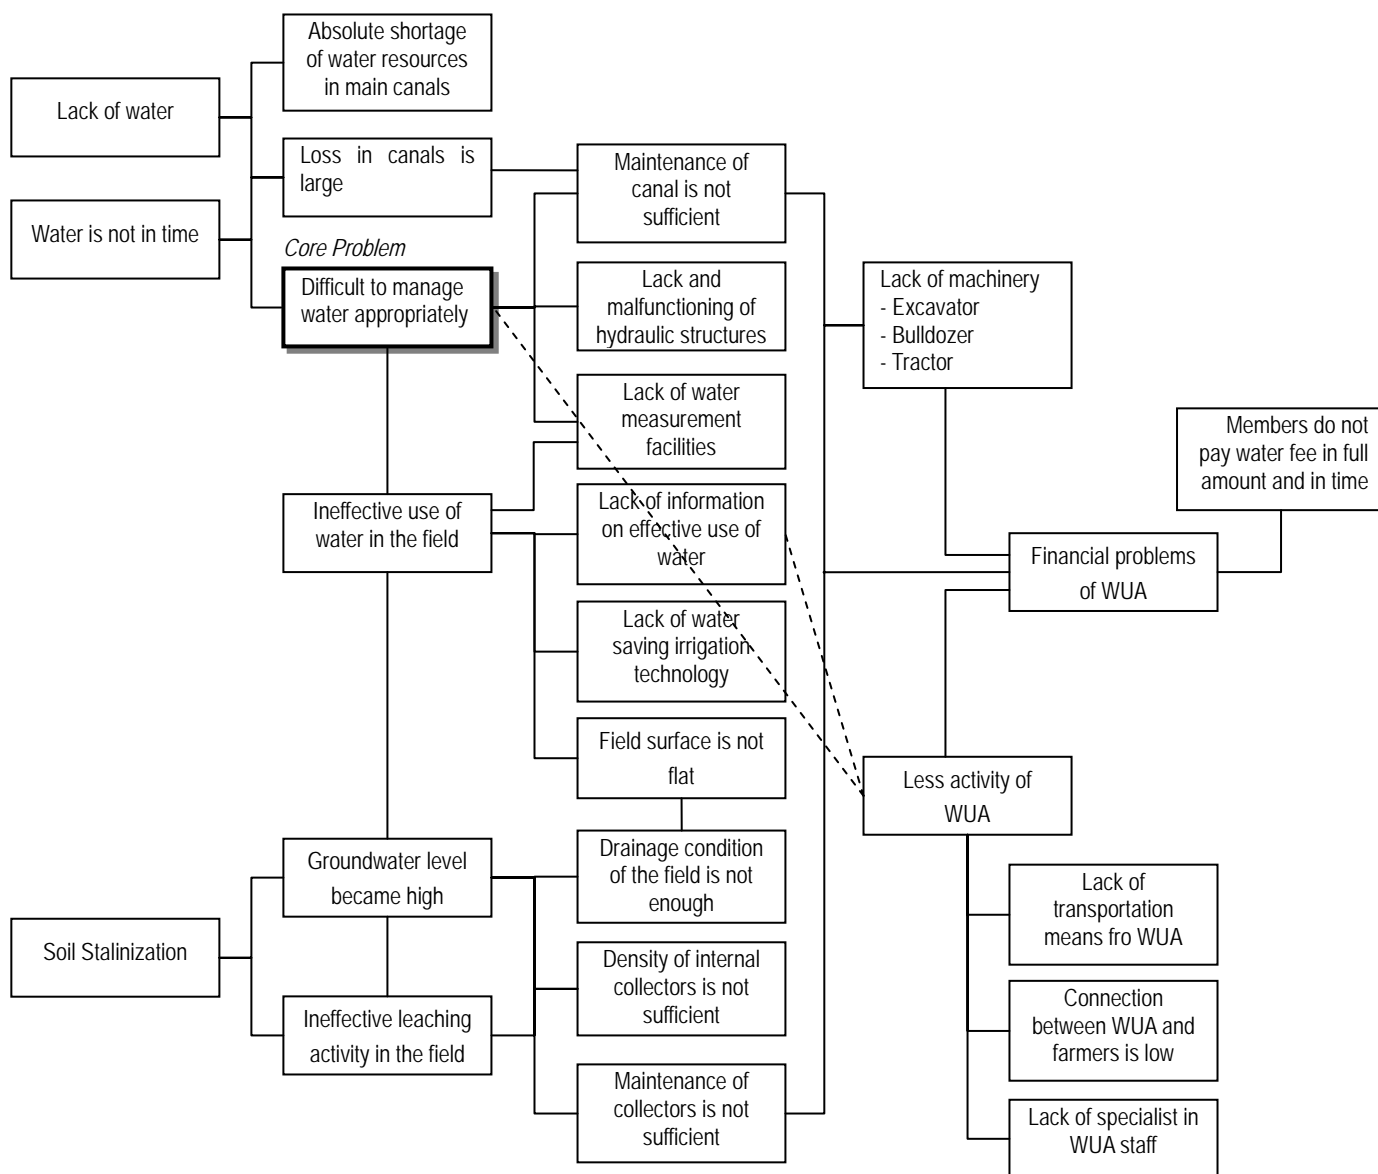 Absolute shortage
of water resources
in main canals
Lack of water
Loss in canals is
large
Water is not in time
Core Problem
Difficult to manage
water appropriately
Maintenance of
canal is not
sufficient
Lack and
malfunctioning of
hydraulic structures
Lack of water
measurement
facilities
Ineffective use of
water in the field
Lack of information
on effective use of
water
Lack of water
saving irrigation
technology
Field surface is not
flat
Groundwater level
became high
Drainage condition
of the field is not
enough
Soil Stalinization
Density of internal
collectors is not
sufficient
Ineffective leaching
activity in the field
Maintenance of
collectors is not
sufficient
Lack of machinery
- Excavator
- Bulldozer
- Tractor
Members do not
pay water fee in full
amount and in time
Financial problems
of WUA
Less activity of
WUA
Lack of
transportation
means fro WUA
Connection
between WUA and
farmers is low
Lack of specialist in
WUA staff